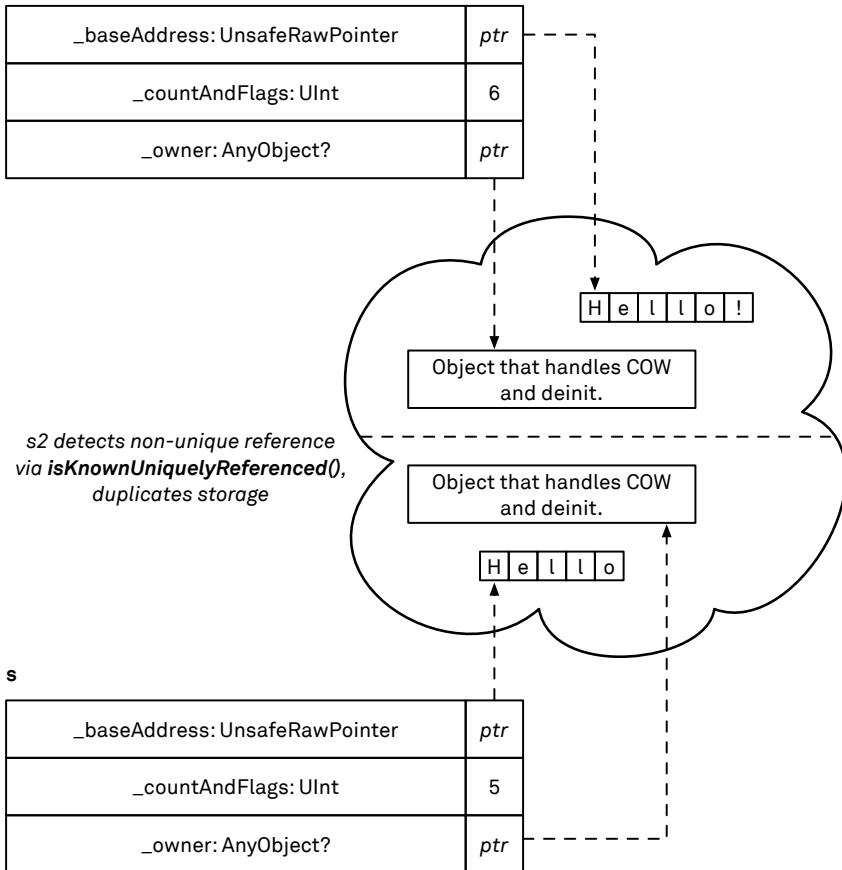 _baseAddress: UnsafeRawPointer ptr
_countAndFlags: UInt 6
_owner: AnyObject? ptr
H e l l o !
Object that handles COW
and deinit.
s2 detects non-unique reference
via isKnownUniquelyReferenced(),
duplicates storage
Object that handles COW
and deinit.
H e l l o
s
_baseAddress: UnsafeRawPointer ptr
_countAndFlags: UInt 5
_owner: AnyObject? ptr